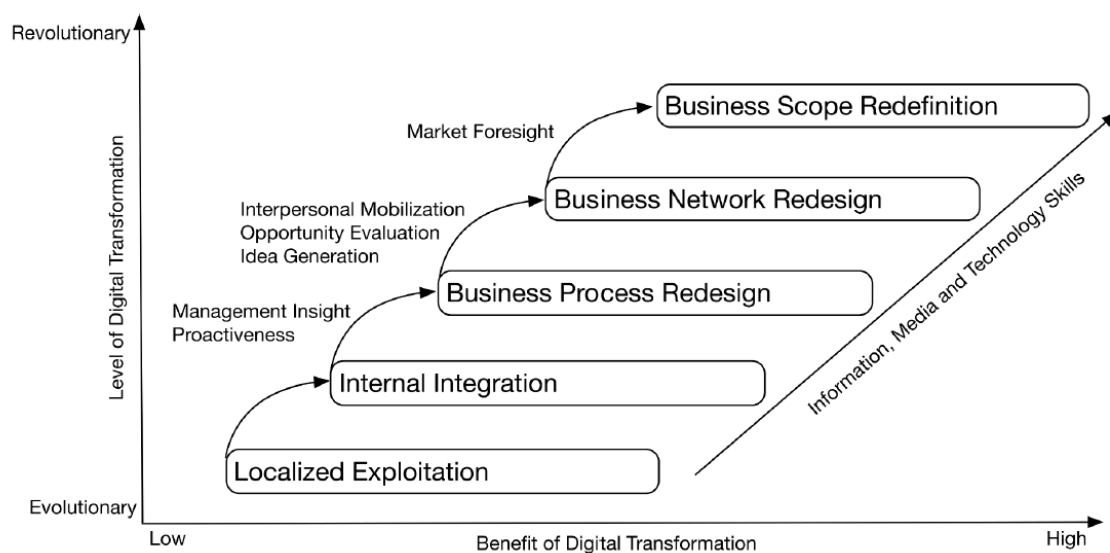 Revolutionary
Business Scope Redefinition
Market Foresight
Business Network Redesign
Interpersonal Mobilization
Opportunity Evaluation
Idea Generation
Business Process Redesign
Management Insight
Proactiveness
Internal Integration
Localized Exploitation
Information, Media and Technology Skills
Level of Digital Transformation
Evolutionary
Low
Benefit of Digital Transformation
High